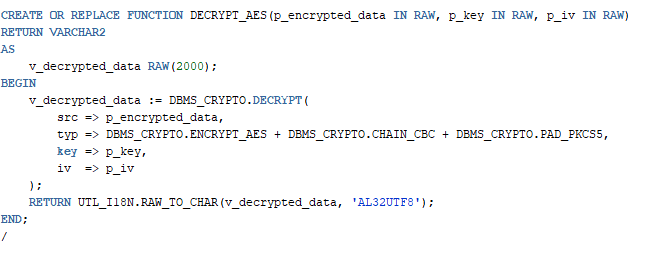 CREATE OR REPLACE FUNCTION DECRYPT_AES(p_encrypted_data IN RAW, p_key IN RAW, p_iv IN RAW)
RETURN VARCHAR2
AS
    v_decrypted_data RAW(2000);
BEGIN
    v_decrypted_data := DBMS_CRYPTO.DECRYPT(
        src => p_encrypted_data,
        typ => DBMS_CRYPTO.ENCRYPT_AES + DBMS_CRYPTO.CHAIN_CBC + DBMS_CRYPTO.PAD_PKCS5,
        key => p_key,
        iv  => p_iv
    );
    RETURN UTL_I18N.RAW_TO_CHAR(v_decrypted_data, 'AL32UTF8');
END;
/